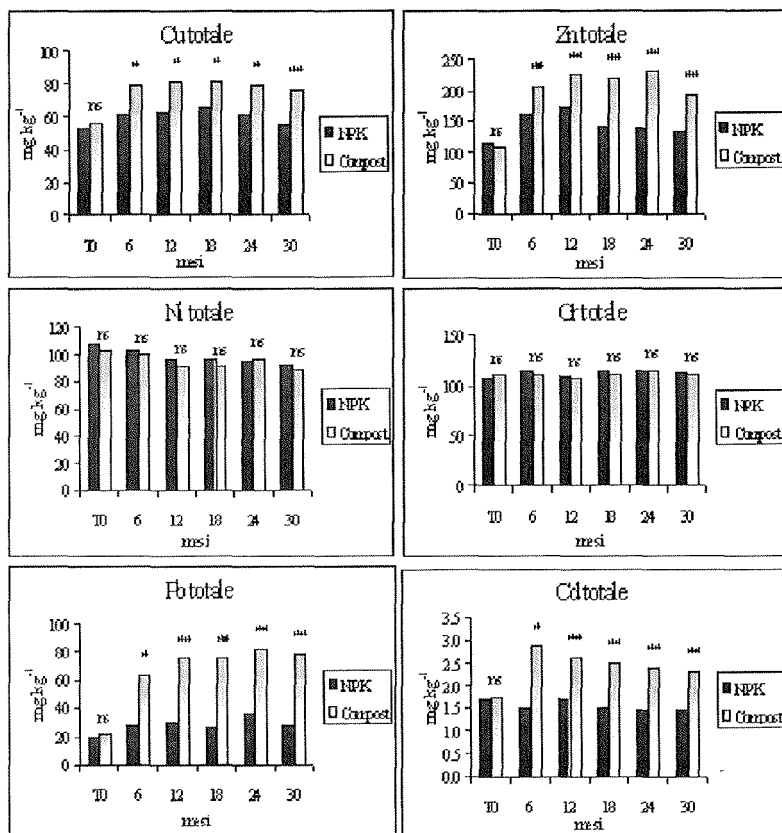 Cu totale
100
80
60
40
20
0
mg kg-1
ns * * * * **
T0 6 12 18 24 30
mesi
NPK
Compost
Zn totale
250
200
150
100
50
0
mg kg-1
ns ** *** *** *** ***
T0 6 12 18 24 30
mesi
NPK
Compost
Ni totale
120
100
80
60
40
20
0
mg kg-1
ns ns ns ns ns ns
T0 6 12 18 24 30
mesi
NPK
Compost
Cr totale
150
100
50
0
mg kg-1
ns ns ns ns ns ns
T0 6 12 18 24 30
mesi
NPK
Compost
Pb totale
100
80
60
40
20
0
mg kg-1
ns * *** ** *** ***
T0 6 12 18 24 30
mesi
NPK
Compost
Cd totale
3.5
3.0
2.5
2.0
1.5
1.0
0.5
0.0
mg kg-1
ns * *** *** *** ***
T0 6 12 18 24 30
mesi
NPK
Compost